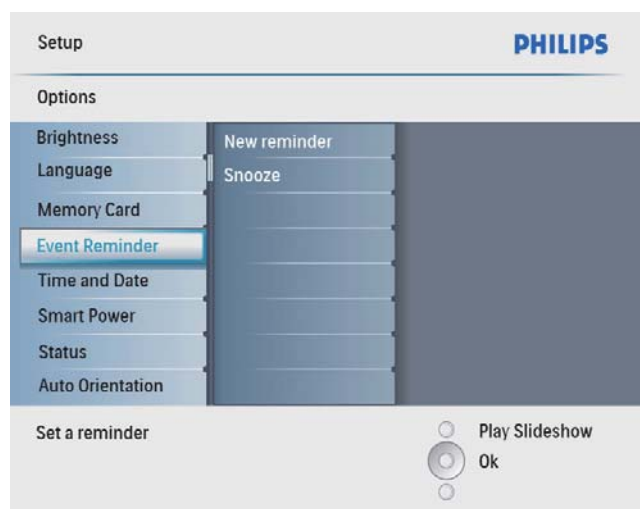 Setup
PHILIPS
Options
Brightness
Language
Memory Card
Event Reminder
Time and Date
Smart Power
Status
Auto Orientation
New reminder
Snooze
Set a reminder
Play Slideshow
Ok